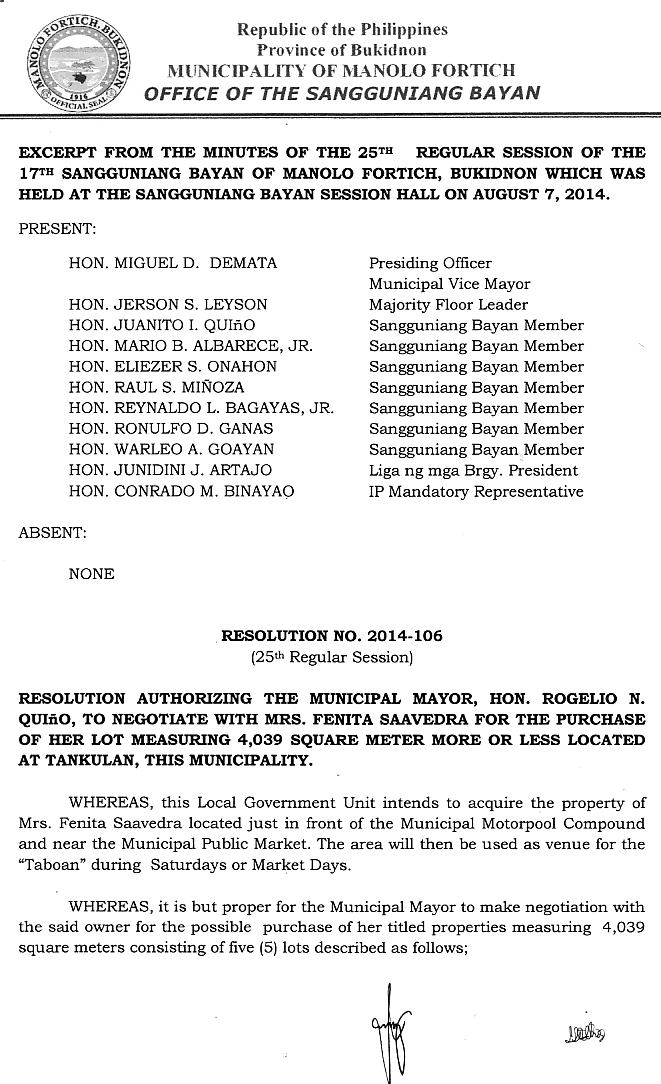 MANOLO FORTICH, BUKIDNON
1916
OFFICIAL SEAL
Republic of the Philippines
Province of Bukidnon
MUNICIPALITY OF MANOLO FORTICH
OFFICE OF THE SANGGUNIANG BAYAN
EXCERPT FROM THE MINUTES OF THE 25TH REGULAR SESSION OF THE
17TH SANGGUNIANG BAYAN OF MANOLO FORTICH, BUKIDNON WHICH WAS
HELD AT THE SANGGUNIANG BAYAN SESSION HALL ON AUGUST 7, 2014.
PRESENT:
HON. MIGUEL D. DEMATA Presiding Officer
Municipal Vice Mayor
HON. JERSON S. LEYSON Majority Floor Leader
HON. JUANITO I. QUIñO Sangguniang Bayan Member
HON. MARIO B. ALBARECE, JR. Sangguniang Bayan Member
HON. ELIEZER S. ONAHON Sangguniang Bayan Member
HON. RAUL S. MIÑOZA Sangguniang Bayan Member
HON. REYNALDO L. BAGAYAS, JR. Sangguniang Bayan Member
HON. RONULFO D. GANAS Sangguniang Bayan Member
HON. WARLEO A. GOAYAN Sangguniang Bayan Member
HON. JUNIDINI J. ARTAJO Liga ng mga Brgy. President
HON. CONRADO M. BINAYAO IP Mandatory Representative
ABSENT:
NONE
RESOLUTION NO. 2014-106
(25th Regular Session)
RESOLUTION AUTHORIZING THE MUNICIPAL MAYOR, HON. ROGELIO N.
QUIñO, TO NEGOTIATE WITH MRS. FENITA SAAVEDRA FOR THE PURCHASE
OF HER LOT MEASURING 4,039 SQUARE METER MORE OR LESS LOCATED
AT TANKULAN, THIS MUNICIPALITY.
WHEREAS, this Local Government Unit intends to acquire the property of
Mrs. Fenita Saavedra located just in front of the Municipal Motorpool Compound
and near the Municipal Public Market. The area will then be used as venue for the
“Taboan” during Saturdays or Market Days.
WHEREAS, it is but proper for the Municipal Mayor to make negotiation with
the said owner for the possible purchase of her titled properties measuring 4,039
square meters consisting of five (5) lots described as follows;